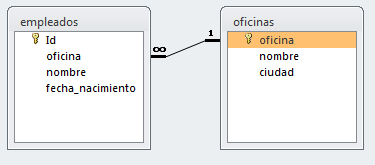 empleados
Id
oficina
nombre
fecha_nacimiento
∞
1
oficinas
oficina
nombre
ciudad